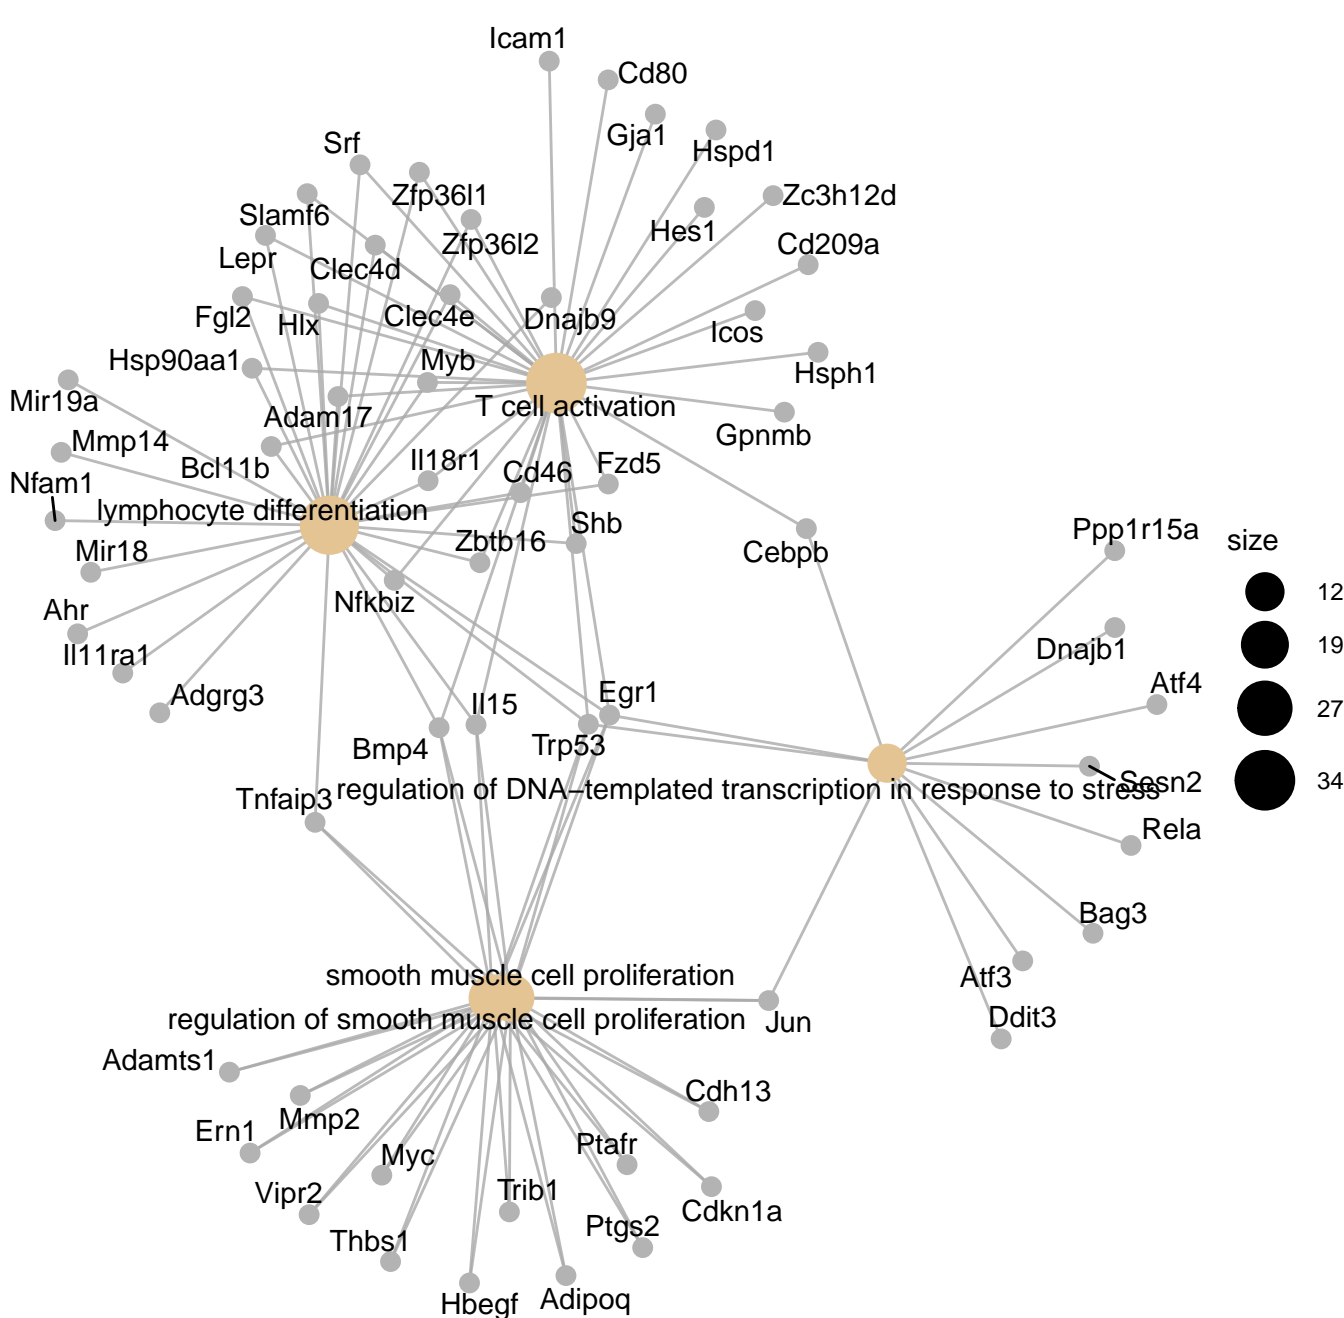 Icam1
Cd80
Gja1
Hspd1
Srf
Zfp36l1
Zc3h12d
Slamf6
Hes1
Zfp36l2
Cd209a
Lepr
Clec4d
Fgl2
Hlx
Clec4e
Dnajb9
Icos
Hsp90aa1
Myb
Hsph1
Mir19a
Adam17
T cell activation
Gpnmb
Mmp14
Bcl11b
Il18r1
Cd46
Fzd5
Nfam1
lymphocyte differentiation
Shb
Ppp1r15a
size
Mir18
Zbtb16
Cebpb
12
Nfkbiz
Ahr
Dnajb1
19
Il11ra1
Adgrg3
Egr1
Atf4
Il15
27
Bmp4
Trp53
Tnfaip3
regulation of DNA–templated transcription in response to stress
Sesn2
34
Rela
Bag3
smooth muscle cell proliferation
Atf3
regulation of smooth muscle cell proliferation
Jun
Ddit3
Adamts1
Cdh13
Mmp2
Ern1
Ptafr
Myc
Vipr2
Trib1
Cdkn1a
Ptgs2
Thbs1
Hbegf
Adipoq